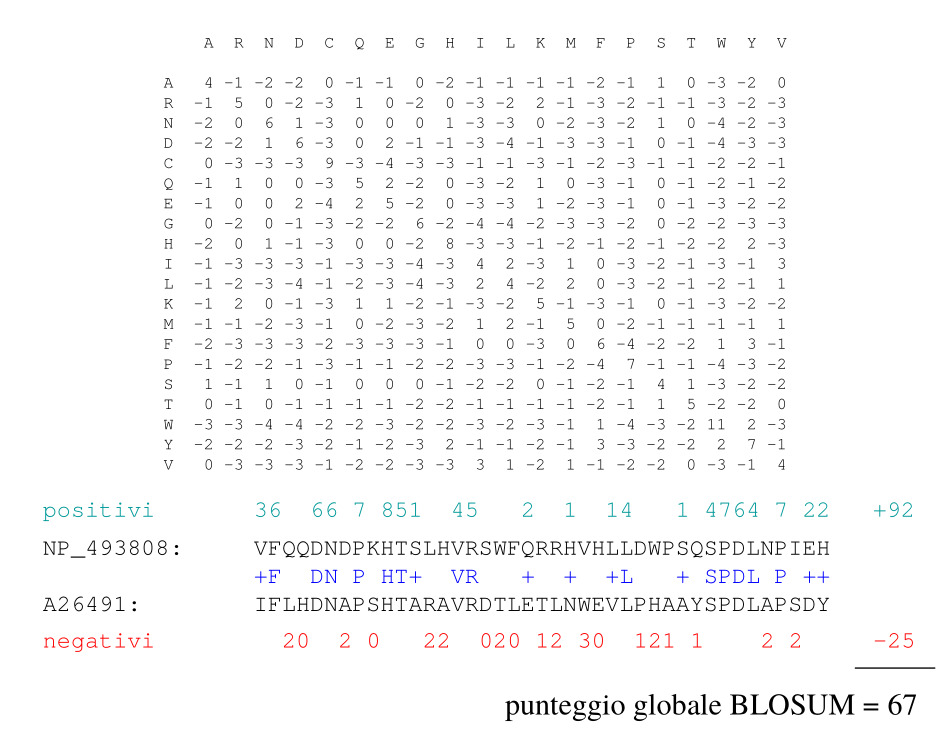 A R N D C Q E G H I L K M F P S T W Y V
A 4 -1 -2 -2 0 -1 -1 0 -2 -1 -1 -1 -1 -2 -1 1 0 -3 -2 0
R -1 5 0 -2 -3 1 0 -2 0 -3 -2 2 -1 -3 -2 -1 -1 -3 -2 -3
N -2 0 6 1 -3 0 0 0 1 -3 -3 0 -2 -3 -2 1 0 -4 -2 -3
D -2 -2 1 6 -3 0 2 -1 -1 -3 -4 -1 -3 -3 -1 0 -1 -4 -3 -3
C 0 -3 -3 -3 9 -3 -4 -3 -3 -1 -1 -3 -1 -2 -3 -1 -1 -2 -2 -1
Q -1 1 0 0 -3 5 2 -2 0 -3 -2 1 0 -3 -1 0 -1 -2 -1 -2
E -1 0 0 2 -4 2 5 -2 0 -3 -3 1 -2 -3 -1 0 -1 -3 -2 -2
G 0 -2 0 -1 -3 -2 -2 6 -2 -4 -4 -2 -3 -3 -2 0 -2 -2 -3 -3
H -2 0 1 -1 -3 0 0 -2 8 -3 -3 -1 -2 -1 -2 -1 -2 -2 2 -3
I -1 -3 -3 -3 -1 -3 -3 -4 -3 4 2 -3 1 0 -3 -2 -1 -3 -1 3
L -1 -2 -3 -4 -1 -2 -3 -4 -3 2 4 -2 2 0 -3 -2 -1 -2 -1 1
K -1 2 0 -1 -3 1 1 -2 -1 -3 -2 5 -1 -3 -1 0 -1 -3 -2 -2
M -1 -1 -2 -3 -1 0 -2 -3 -2 1 2 -1 5 0 -2 -1 -1 -1 -1 1
F -2 -3 -3 -3 -2 -3 -3 -3 -1 0 0 -3 0 6 -4 -2 -2 1 3 -1
P -1 -2 -2 -1 -3 -1 -1 -2 -2 -3 -3 -1 -2 -4 7 -1 -1 -4 -3 -2
S 1 -1 1 0 -1 0 0 0 -1 -2 -2 0 -1 -2 -1 4 1 -3 -2 -2
T 0 -1 0 -1 -1 -1 -1 -2 -2 -1 -1 -1 -1 -2 -1 1 5 -2 -2 0
W -3 -3 -4 -4 -2 -2 -3 -2 -2 -3 -2 -3 -1 1 -4 -3 -2 11 2 -3
Y -2 -2 -2 -3 -2 -1 -2 -3 2 -1 -1 -2 -1 3 -3 -2 -2 2 7 -1
V 0 -3 -3 -3 -1 -2 -2 -3 -3 3 1 -2 1 -1 -2 -2 0 -3 -1 4
positivi 36 66 7 851 45 2 1 14 1 4764 7 22 +92
NP_493808: VFQQDNDPKHTSLHVRSWFQRRHVHLLDWPSQSPDLNPIEH
+F DN P HT+ VR + + +L + SPDL P ++
A26491: IFLHDNAPSHTARAVRDTLETLNWEVLPHAAYSPDLAPSDY
negativi 20 2 0 22 020 12 30 121 1 2 2 -25
punteggio globale BLOSUM = 67